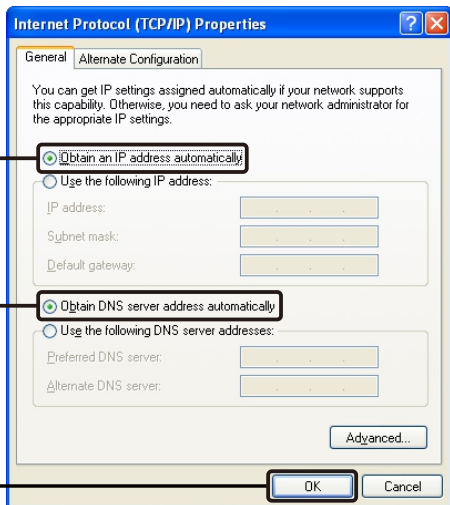 Internet Protocol (TCP/IP) Properties
General
Alternate Configuration
You can get IP settings assigned automatically if your network supports
this capability. Otherwise, you need to ask your network administrator for
the appropriate IP settings.
Obtain an IP address automatically
Use the following IP address:
IP address:
Subnet mask:
Default gateway:
Obtain DNS server address automatically
Use the following DNS server addresses:
Preferred DNS server:
Alternate DNS server:
Advanced...
OK
Cancel